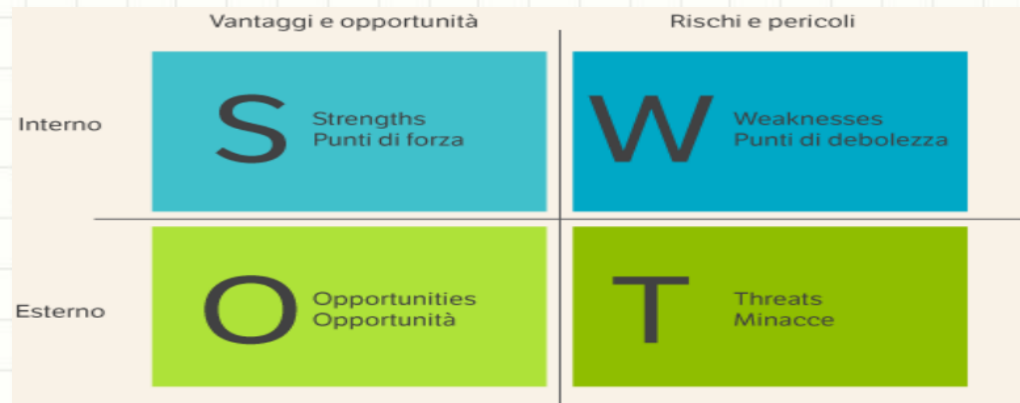 Vantaggi e opportunità
Rischi e pericoli
Interno
S
Strengths
Punti di forza
W
Weaknesses
Punti di debolezza
Esterno
O
Opportunities
Opportunità
T
Threats
Minacce